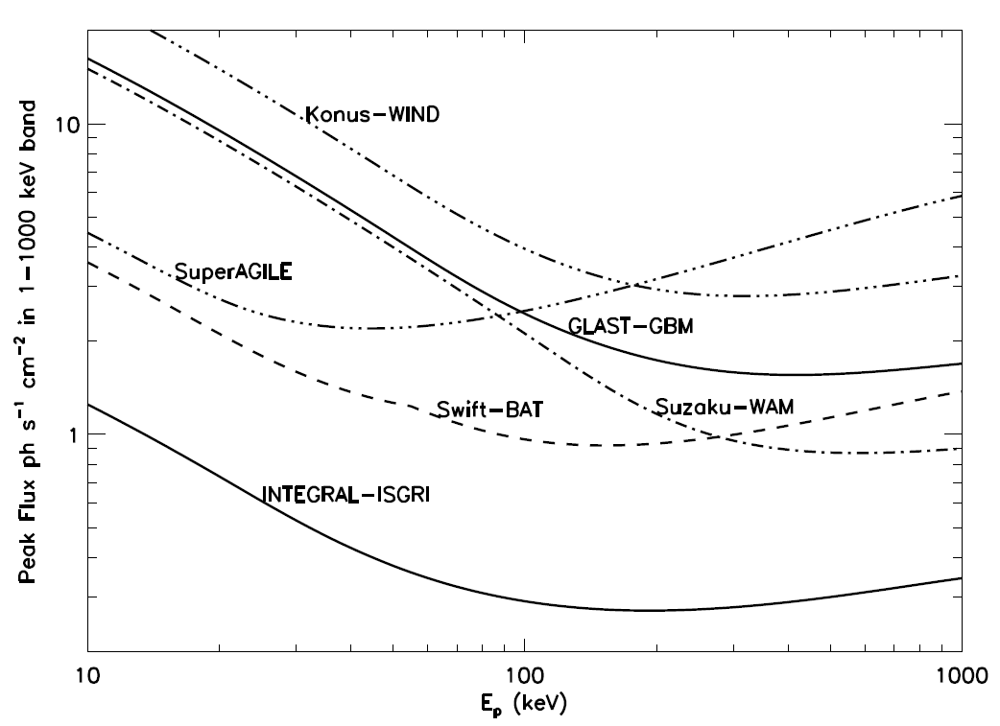 Peak Flux ph s⁻¹ cm⁻² in 1−1000 keV band
10
1
Konus−WIND
SuperAGILE
GLAST−GBM
Swift−BAT
Suzaku−WAM
INTEGRAL−ISGRI
10
100
1000
Eₚ (keV)